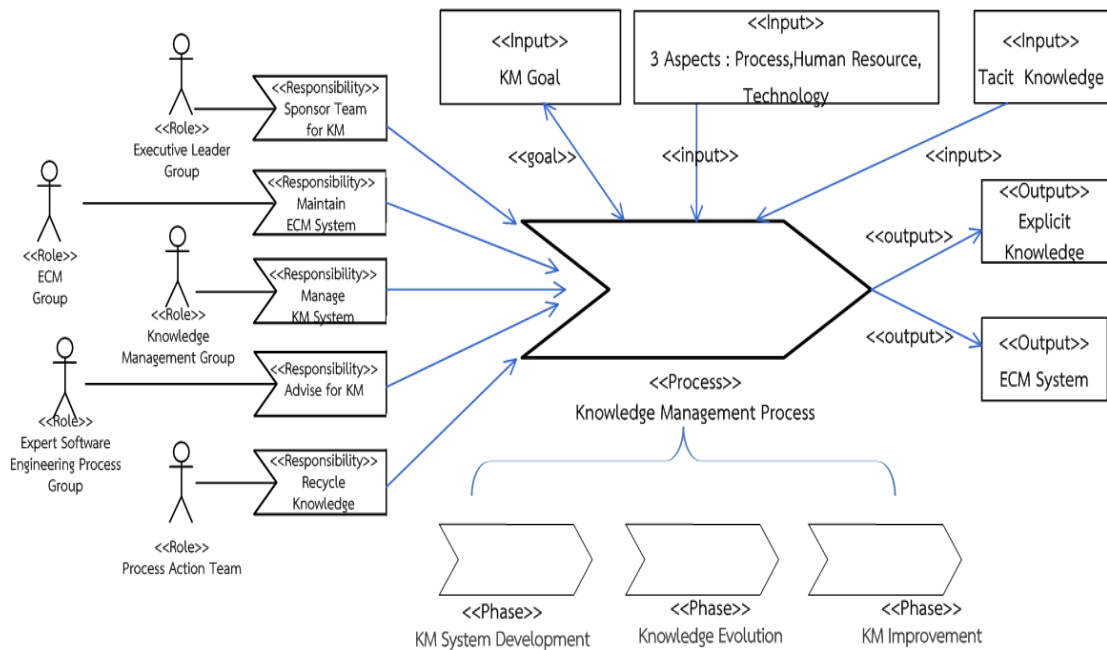 <<Input>>
KM Goal
<<Input>>
3 Aspects : Process,Human Resource,
Technology
<<Input>>
Tacit Knowledge
<<Role>>
Executive Leader
Group
<<Responsibility>>
Sponsor Team
for KM
<<goal>>
<<input>>
<<input>>
<<Role>>
ECM
Group
<<Responsibility>>
Maintain
ECM System
<<output>>
<<Output>>
Explicit
Knowledge
<<Role>>
Knowledge
Management Group
<<Responsibility>>
Manage
KM System
<<output>>
<<Output>>
ECM System
<<Role>>
Expert Software
Engineering Process
Group
<<Responsibility>>
Advise for KM
<<Process>>
Knowledge Management Process
<<Role>>
Process Action Team
<<Responsibility>>
Recycle
Knowledge
<<Phase>>
KM System Development
<<Phase>>
Knowledge Evolution
<<Phase>>
KM Improvement